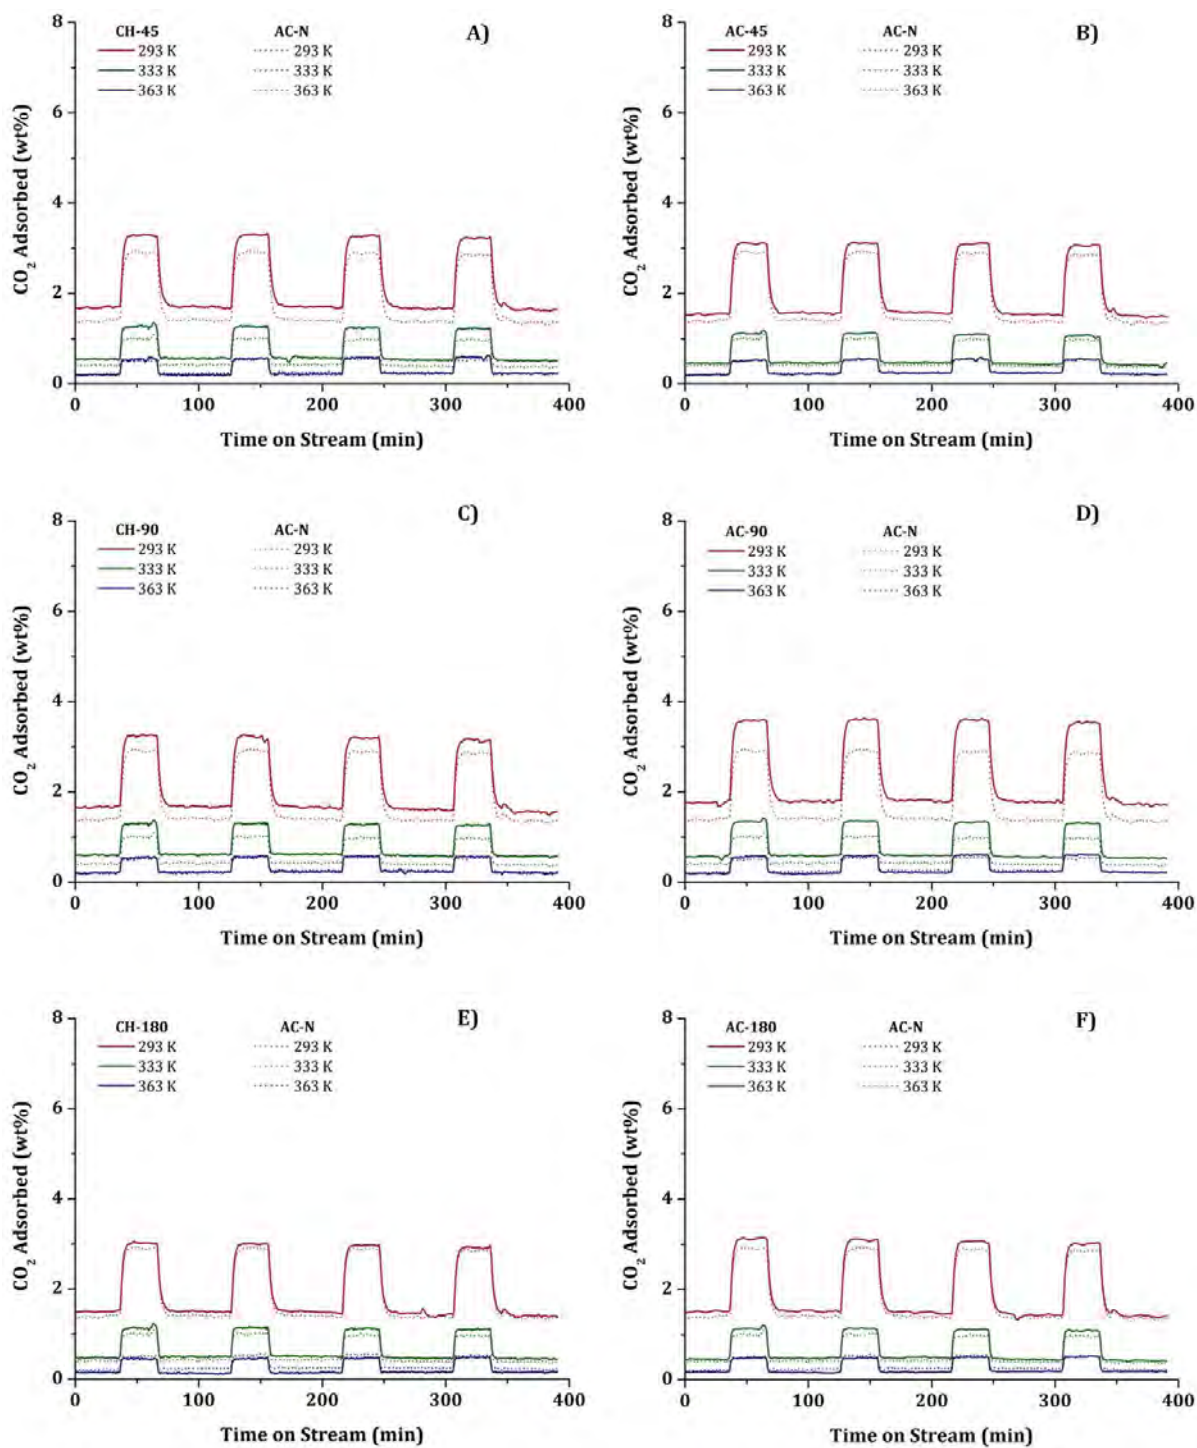 8
CH-45 AC-N A)
293 K 293 K
333 K 333 K
363 K 363 K
6
4
2
0
CO2 Adsorbed (wt%)
0 100 200 300 400
Time on Stream (min)
8
AC-45 AC-N B)
293 K 293 K
333 K 333 K
363 K 363 K
6
4
2
0
CO2 Adsorbed (wt%)
0 100 200 300 400
Time on Stream (min)
8
CH-90 AC-N C)
293 K 293 K
333 K 333 K
363 K 363 K
6
4
2
0
CO2 Adsorbed (wt%)
0 100 200 300 400
Time on Stream (min)
8
AC-90 AC-N D)
293 K 293 K
333 K 333 K
363 K 363 K
6
4
2
0
CO2 Adsorbed (wt%)
0 100 200 300 400
Time on Stream (min)
8
CH-180 AC-N E)
293 K 293 K
333 K 333 K
363 K 363 K
6
4
2
0
CO2 Adsorbed (wt%)
0 100 200 300 400
Time on Stream (min)
8
AC-180 AC-N F)
293 K 293 K
333 K 333 K
363 K 363 K
6
4
2
0
CO2 Adsorbed (wt%)
0 100 200 300 400
Time on Stream (min)